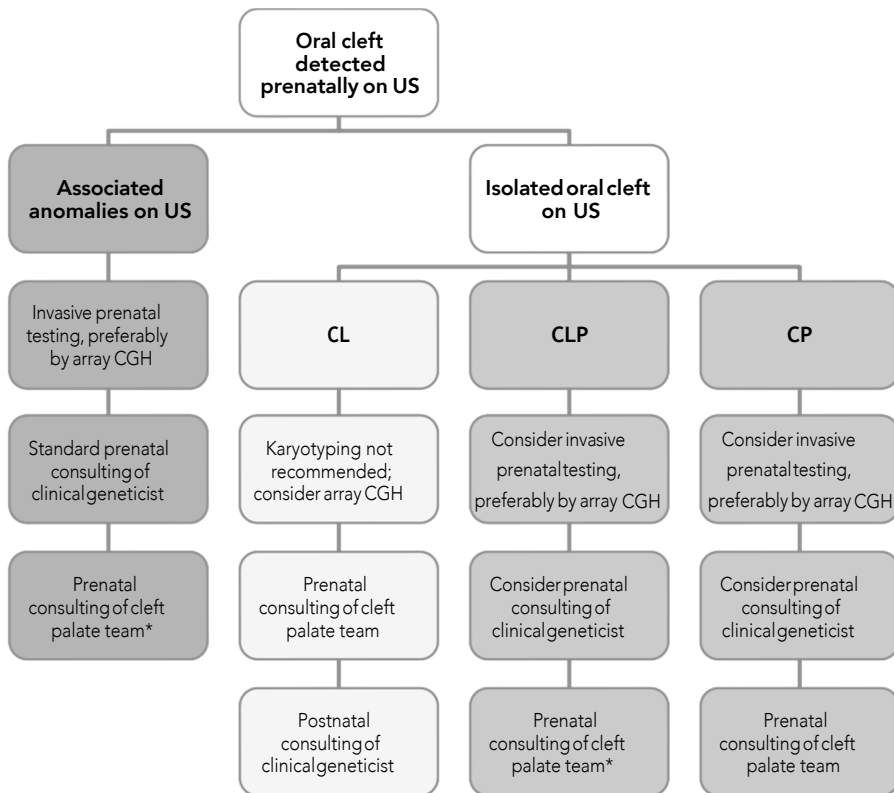 Oral cleft
detected
prenatally on US
Associated
anomalies on US
Isolated oral cleft
on US
Invasive prenatal
testing, preferably
by array CGH
CL
CLP
CP
Standard prenatal
consulting of
clinical geneticist
Karyotyping not
recommended;
consider array CGH
Consider invasive
prenatal testing,
preferably by array CGH
Consider invasive
prenatal testing,
preferably by array CGH
Prenatal
consulting of cleft
palate team*
Prenatal
consulting of cleft
palate team
Consider prenatal
consulting of
clinical geneticist
Consider prenatal
consulting of
clinical geneticist
Postnatal
consulting of
clinical geneticist
Prenatal
consulting of cleft
palate team*
Prenatal
consulting of cleft
palate team